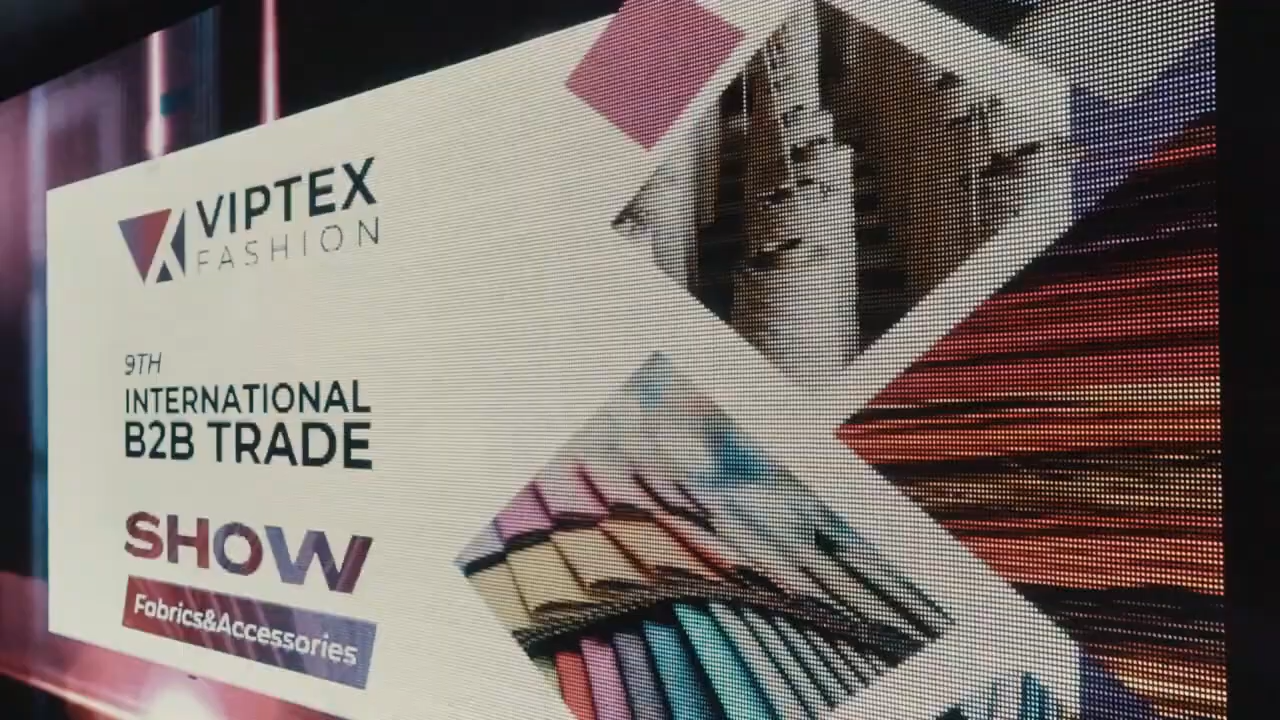 VIPTEX
FASHION
9TH
INTERNATIONAL
B2B TRADE
SHOW
Fabrics&Accessories